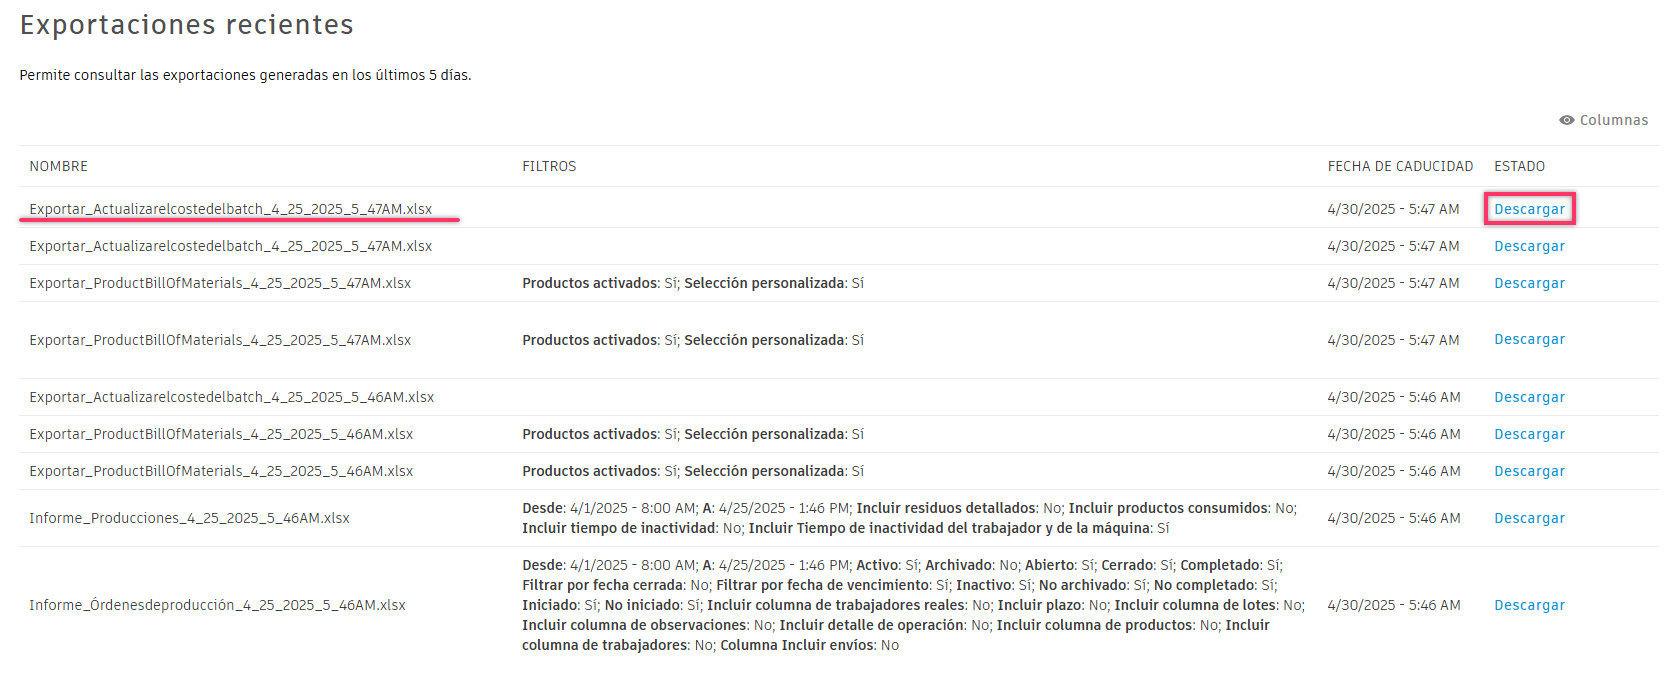 Exportaciones recientes
Permite consultar las exportaciones generadas en los últimos 5 días.
Columnas
NOMBRE FILTROS FECHA DE CADUCIDAD ESTADO
Exportar_Actualizarelcostedelbatch_4_25_2025_5_47AM.xlsx 4/30/2025 - 5:47 AM Descargar
Exportar_Actualizarelcostedelbatch_4_25_2025_5_47AM.xlsx 4/30/2025 - 5:47 AM Descargar
Exportar_ProductBillOfMaterials_4_25_2025_5_47AM.xlsx Productos activados: Sí; Selección personalizada: Sí 4/30/2025 - 5:47 AM Descargar
Exportar_ProductBillOfMaterials_4_25_2025_5_47AM.xlsx Productos activados: Sí; Selección personalizada: Sí 4/30/2025 - 5:47 AM Descargar
Exportar_Actualizarelcostedelbatch_4_25_2025_5_46AM.xlsx 4/30/2025 - 5:46 AM Descargar
Exportar_ProductBillOfMaterials_4_25_2025_5_46AM.xlsx Productos activados: Sí; Selección personalizada: Sí 4/30/2025 - 5:46 AM Descargar
Exportar_ProductBillOfMaterials_4_25_2025_5_46AM.xlsx Productos activados: Sí; Selección personalizada: Sí 4/30/2025 - 5:46 AM Descargar
Informe_Producciones_4_25_2025_5_46AM.xlsx
Desde: 4/1/2025 - 8:00 AM; A: 4/25/2025 - 1:46 PM; Incluir residuos detallados: No; Incluir productos consumidos: No;
Incluir tiempo de inactividad: No; Incluir Tiempo de inactividad del trabajador y de la máquina: Sí
4/30/2025 - 5:46 AM Descargar
Informe_Órdenesdeproducción_4_25_2025_5_46AM.xlsx
Desde: 4/1/2025 - 8:00 AM; A: 4/25/2025 - 1:46 PM; Activo: Sí; Archivado: No; Abierto: Sí; Cerrado: Sí; Completado: Sí;
Filtrar por fecha cerrada: No; Filtrar por fecha de vencimiento: Sí; Inactivo: Sí; No archivado: Sí; No completado: Sí;
Iniciado: Sí; No iniciado: Sí; Incluir columna de trabajadores reales: No; Incluir plazo: No; Incluir columna de lotes: No;
Incluir columna de observaciones: No; Incluir detalle de operación: No; Incluir columna de productos: No; Incluir
columna de trabajadores: No; Columna Incluir envíos: No
4/30/2025 - 5:46 AM Descargar